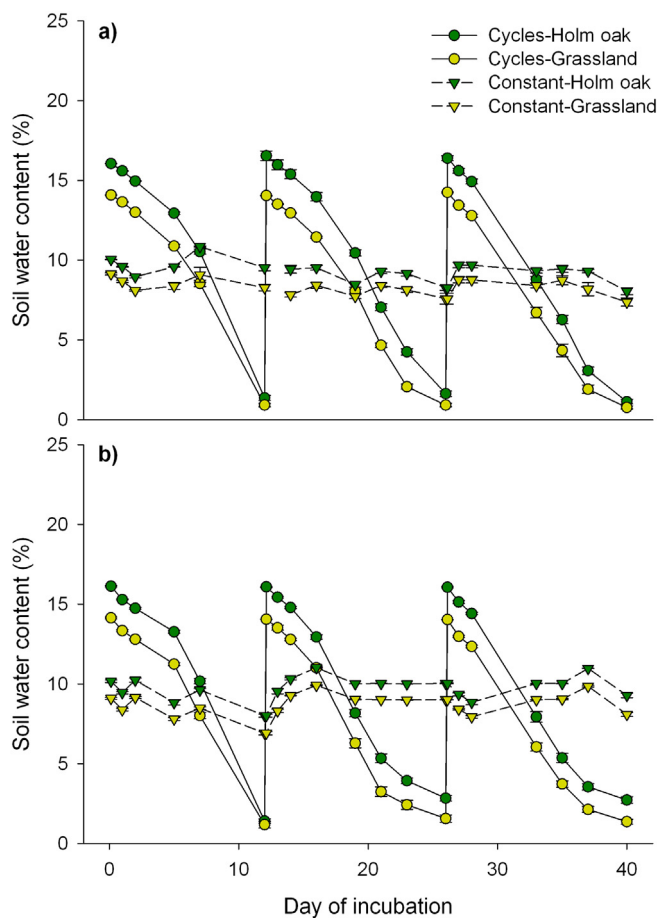 a)
Cycles-Holm oak
Cycles-Grassland
Constant-Holm oak
Constant-Grassland
Soil water content (%)
25
20
15
10
5
0
b)
Soil water content (%)
25
20
15
10
5
0
0 10 20 30 40
Day of incubation